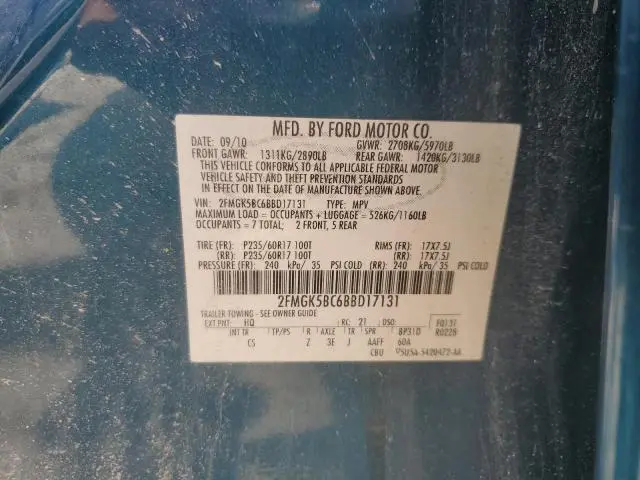 MFD. BY FORD MOTOR CO.
DATE: 09/10 GVWR: 2708KG/5970LB
FRONT GAWR: 1311KG/2890LB REAR GAWR: 1420KG/3130LB
THIS VEHICLE CONFORMS TO ALL APPLICABLE FEDERAL MOTOR
VEHICLE SAFETY AND THEFT PREVENTION STANDARDS
IN EFFECT ON THE DATE OF MANUFACTURE SHOWN ABOVE.
VIN: 2FMGK5BC6BBD17131 TYPE: MPV
MAXIMUM LOAD = OCCUPANTS + LUGGAGE = 526KG/1160LB
OCCUPANTS = 7 TOTAL: 2 FRONT, 5 REAR
TIRE (FR): P235/60R17 100T RIMS (FR): 17X7.5J
(RR): P235/60R17 100T (RR): 17X7.5J
PRESSURE (FR): 240 kPa/ 35 PSI COLD (RR): 240 kPa/ 35 PSI COLD
2FMGK5BC6BBD17131
TRAILER TOWING - SEE OWNER GUIDE
EXT PNT: HQ RC: 21 DSO: F0131
INT TR TP/PS R AXLE TR SPR BP31D R0228
CS Z 3E J AAFF 60A
CBU